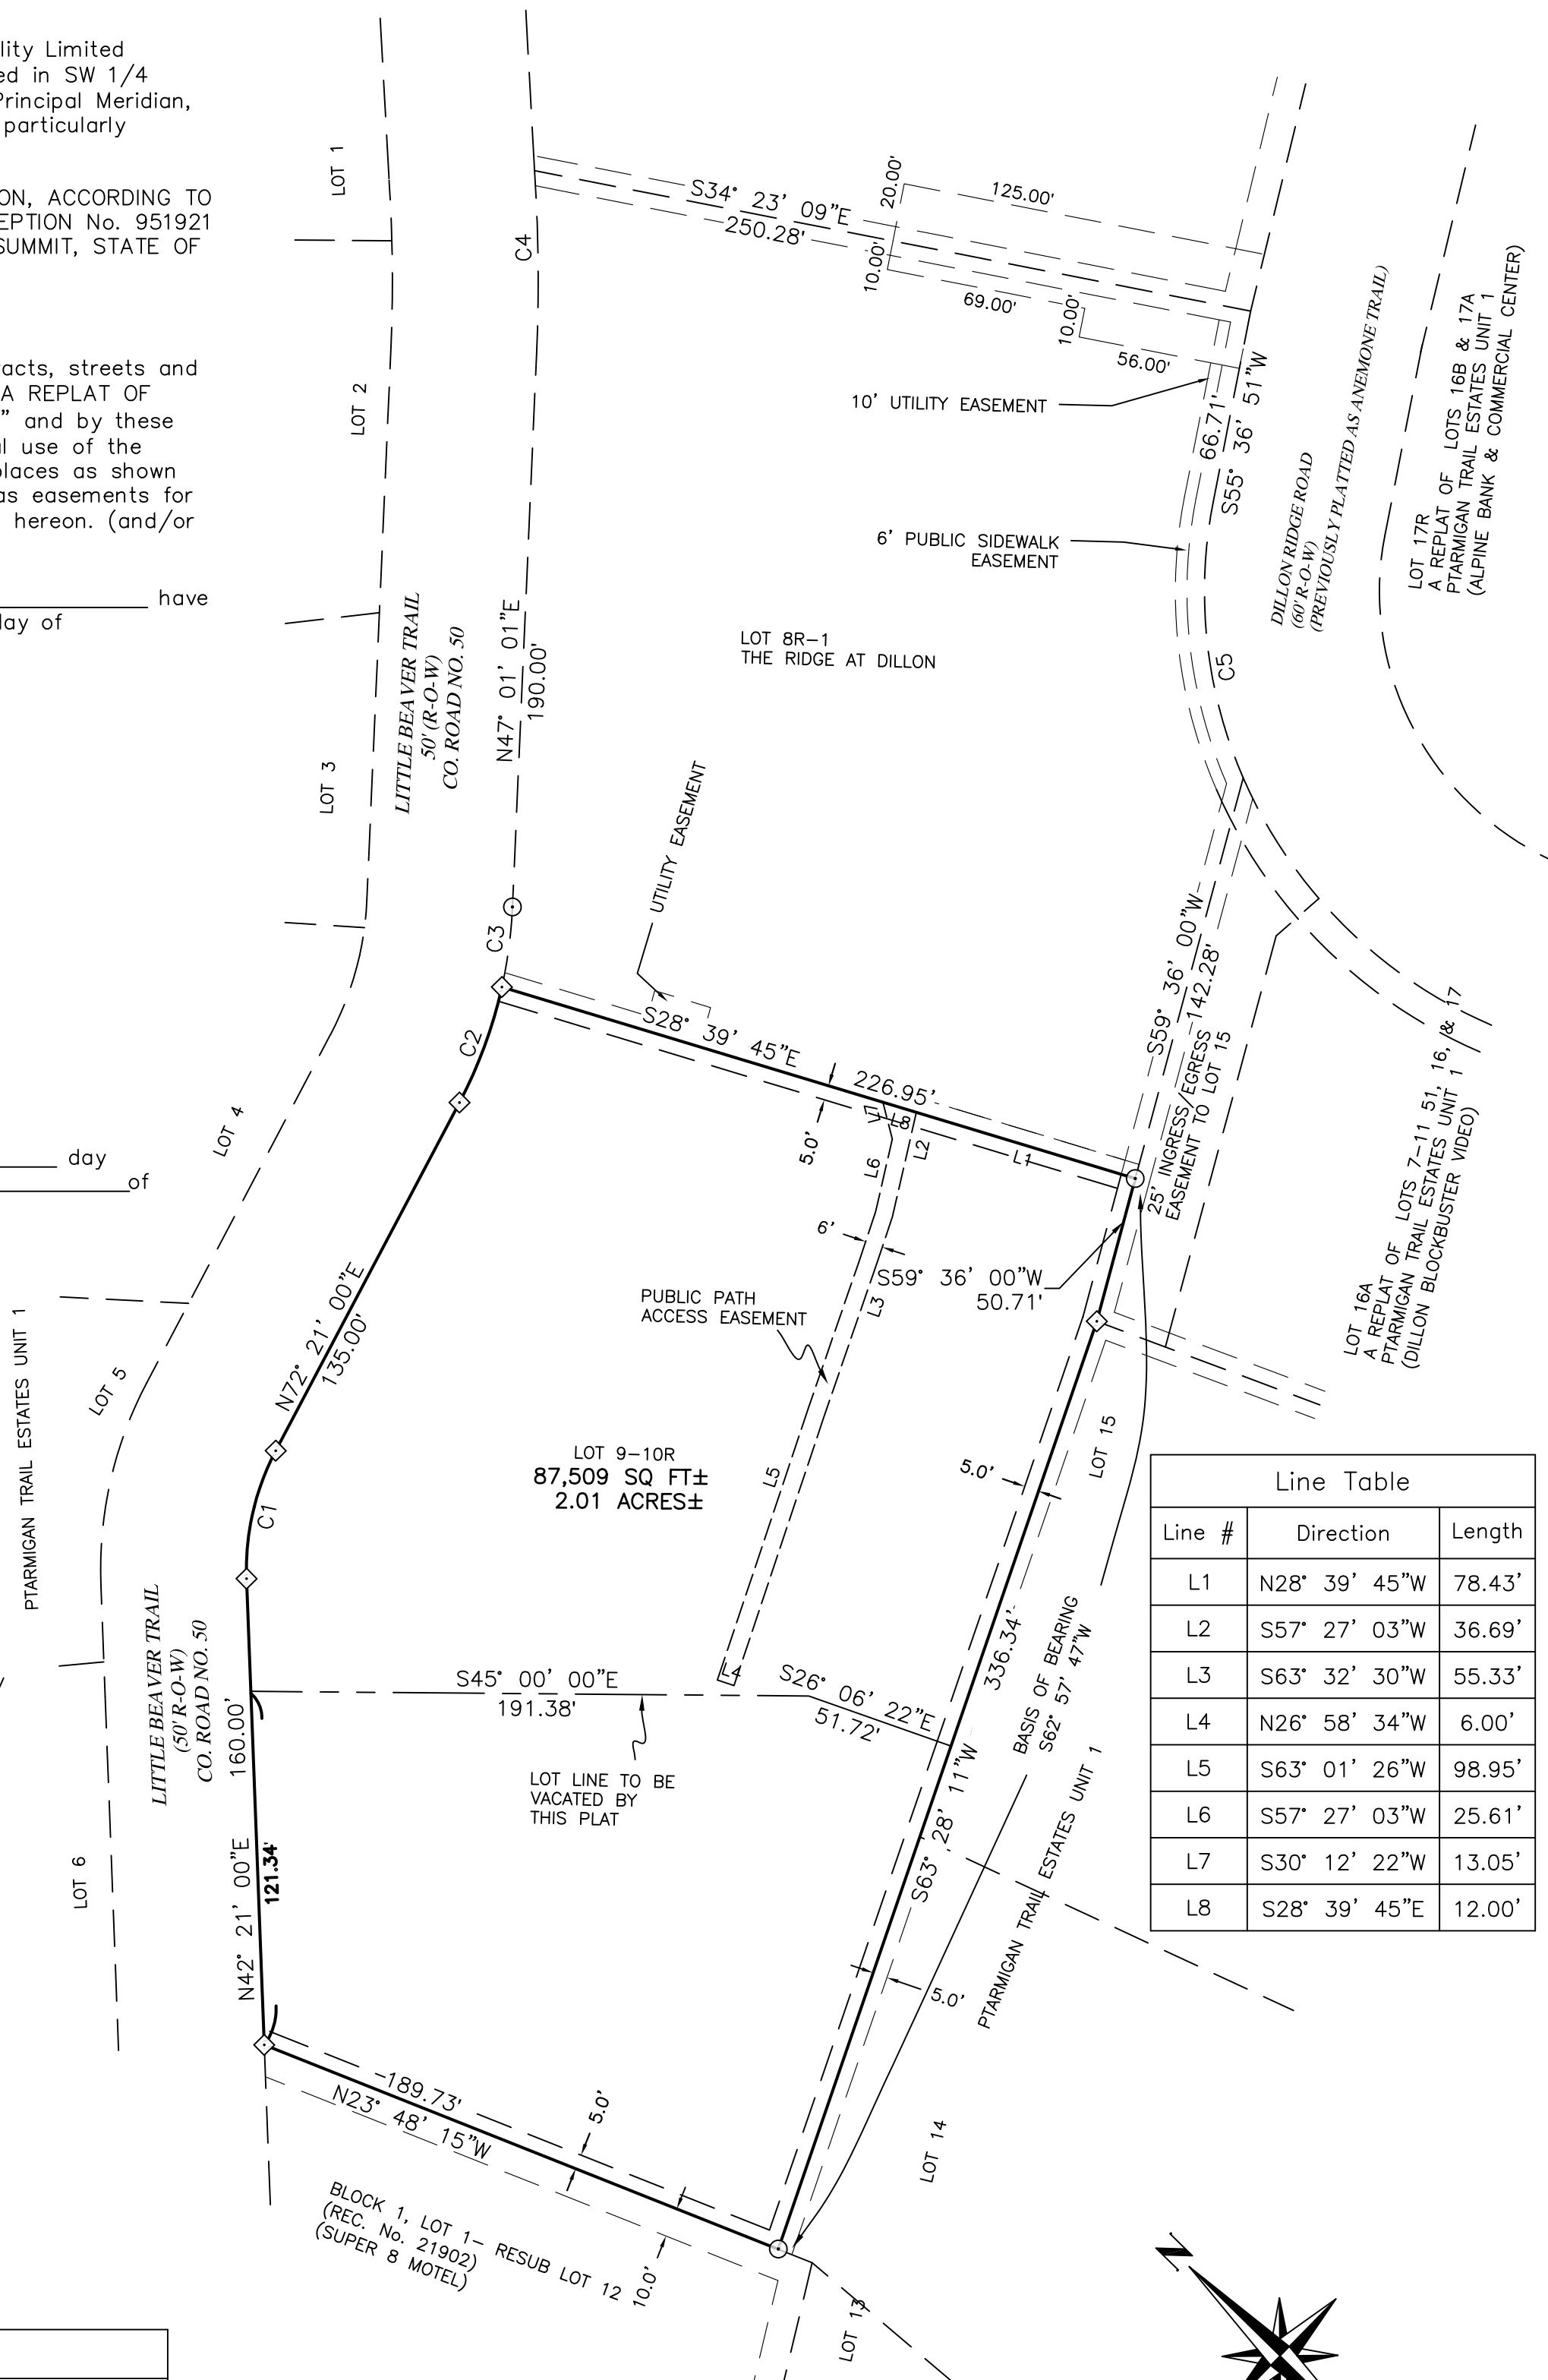 lity Limited
ed in SW 1/4
Principal Meridian,
particularly
ON, ACCORDING TO
EPTION No. 951921
SUMMIT, STATE OF
racts, streets and
A REPLAT OF
” and by these
al use of the
places as shown
as easements for
hereon. (and/or
have
day of
day
of
LOT 1
LOT 2
LOT 3
LOT 4
LOT 5
LOT 6
PTARMIGAN TRAIL ESTATES UNIT 1
C4
S34° 23' 09"E
250.28'
20.00'
125.00'
10.00'
69.00'
10.00'
56.00'
10' UTILITY EASEMENT
66.71'
S55° 36' 51"W
6' PUBLIC SIDEWALK
EASEMENT
DILLON RIDGE ROAD
(60' R-O-W)
(PREVIOUSLY PLATTED AS ANEMONE TRAIL)
LOT 17R
A REPLAT OF LOTS 16B & 17A
PTARMIGAN TRAIL ESTATES UNIT 1
(ALPINE BANK & COMMERCIAL CENTER)
LOT 8R-1
THE RIDGE AT DILLON
C5
LITTLE BEAVER TRAIL
50' (R-O-W)
CO. ROAD NO. 50
N47° 01' 01"E
190.00'
UTILITY EASEMENT
C3
C2
S28° 39' 45"E
226.95'
5.0'
L7
L8
L6
L2
L1
S59° 36' 00"W
142.28'
25' INGRESS/EGRESS
EASEMENT TO LOT 15
LOT 16A
A REPLAT OF LOTS 7-11 51, 16, & 17
PTARMIGAN TRAIL ESTATES UNIT 1
(DILLON BLOCKBUSTER VIDEO)
6'
S59° 36' 00"W
50.71'
PUBLIC PATH
ACCESS EASEMENT
L3
N72° 21' 00"E
135.00'
C1
LOT 9-10R
87,509 SQ FT±
2.01 ACRES±
L5
5.0'
LOT 15
L4
S45° 00' 00"E
191.38'
S26° 06' 22"E
51.72'
LOT LINE TO BE
VACATED BY
THIS PLAT
336.34'
S63° 28' 11"W
BASIS OF BEARING
S62° 57' 47"W
PTARMIGAN TRAIL ESTATES UNIT 1
LITTLE BEAVER TRAIL
(50' R-O-W)
CO. ROAD NO. 50
160.00'
N42° 21' 00"E
121.34'
5.0'
189.73'
N23° 48' 15"W
5.0'
10.0'
BLOCK 1, LOT 1- RESUB LOT 12
(REC. No. 21902)
(SUPER 8 MOTEL)
LOT 14
LOT 13
Line Table
Line # Direction Length
L1 N28° 39' 45"W 78.43'
L2 S57° 27' 03"W 36.69'
L3 S63° 32' 30"W 55.33'
L4 N26° 58' 34"W 6.00'
L5 S63° 01' 26"W 98.95'
L6 S57° 27' 03"W 25.61'
L7 S30° 12' 22"W 13.05'
L8 S28° 39' 45"E 12.00'
N